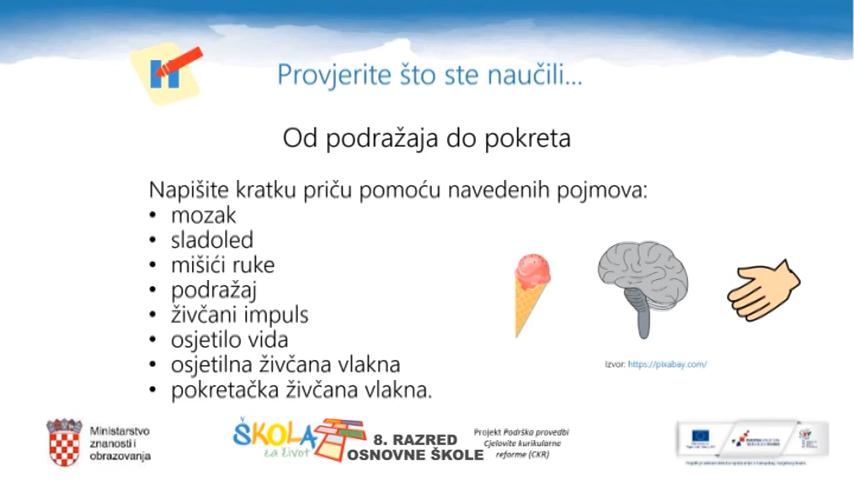 Provjerite što ste naučili...
Od podražaja do pokreta
Napišite kratku priču pomoću navedenih pojmova:
• mozak
• sladoled
• mišići ruke
• podražaj
• živčani impuls
• osjetilo vida
• osjetilna živčana vlakna
• pokretačka živčana vlakna.
Izvor: https://pixabay.com/
Ministarstvo
znanosti i
obrazovanja
ŠKOLA
za život
8. RAZRED
OSNOVNE ŠKOLE
Projekt Podrška provedbi
Cjelovite kurikularne
reforme (CKR)